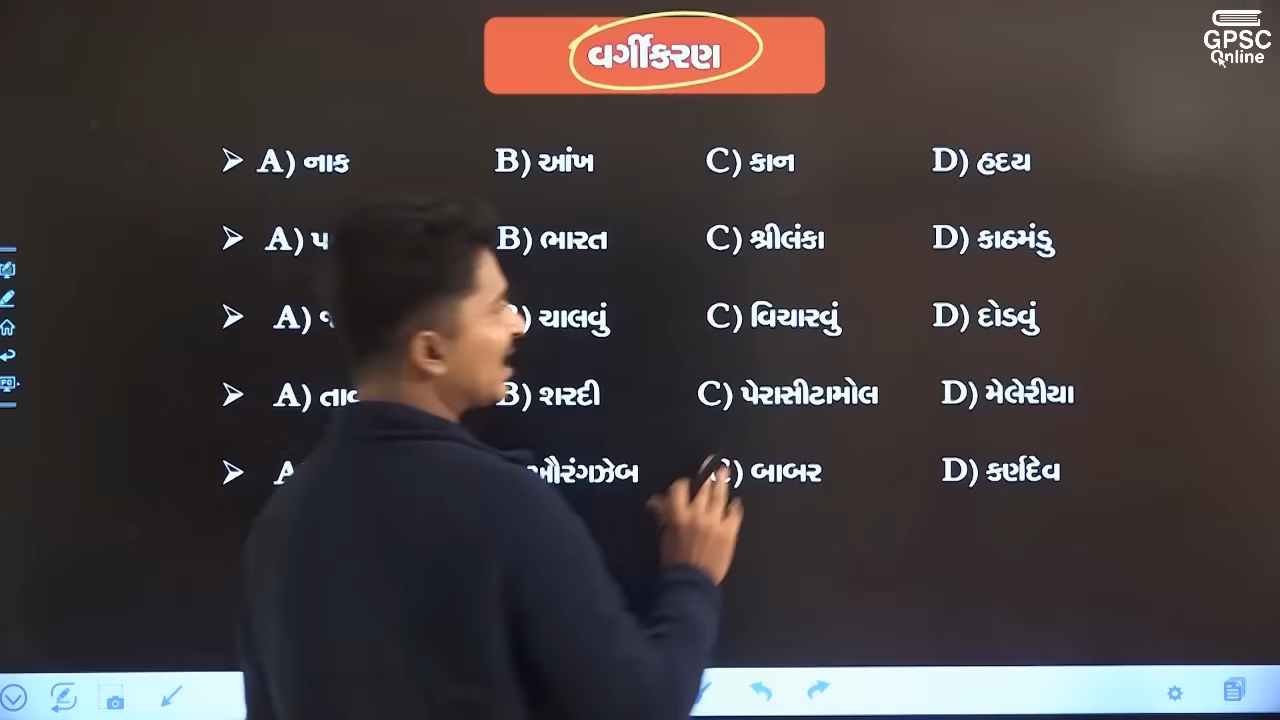 GPSC
Online
વર્ગીકરણ
➢ A) નાક B) આંખ C) કાન D) હૃદય
➢ A) B) ભારત C) શ્રીલંકા D) કાઠમંડુ
➢ A) ચાલવું C) વિચારવું D) દોડવું
➢ A) B) શરદી C) પેરાસીટામોલ D) મેલેરીયા
➢ ઔરંગઝેબ C) બાબર D) કર્ણદેવ